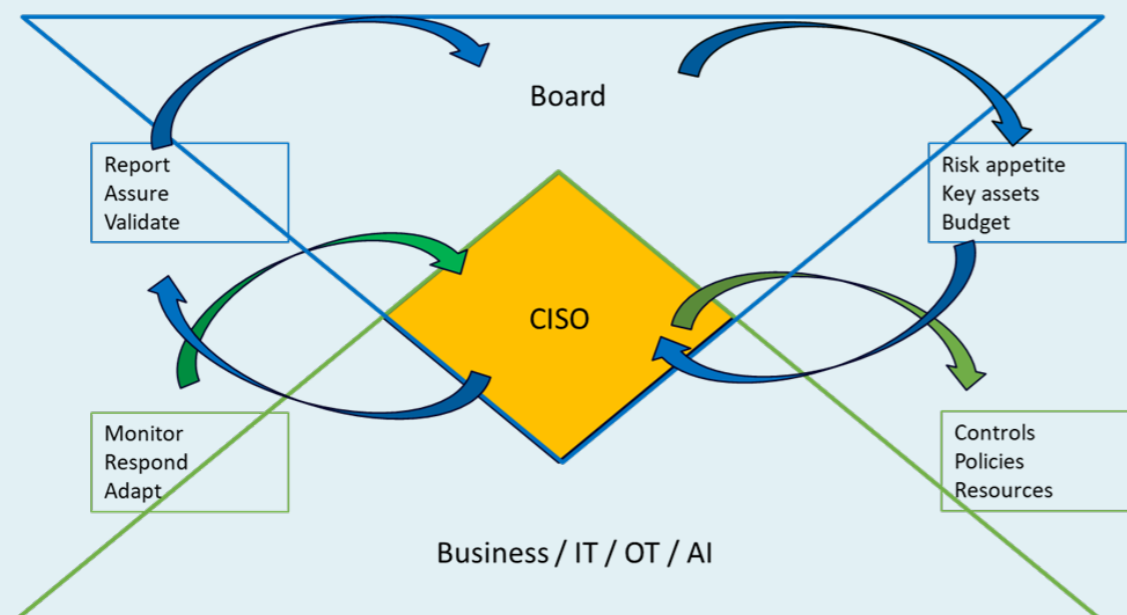 Board
Report
Assure
Validate
Risk appetite
Key assets
Budget
CISO
Monitor
Respond
Adapt
Controls
Policies
Resources
Business / IT / OT / AI